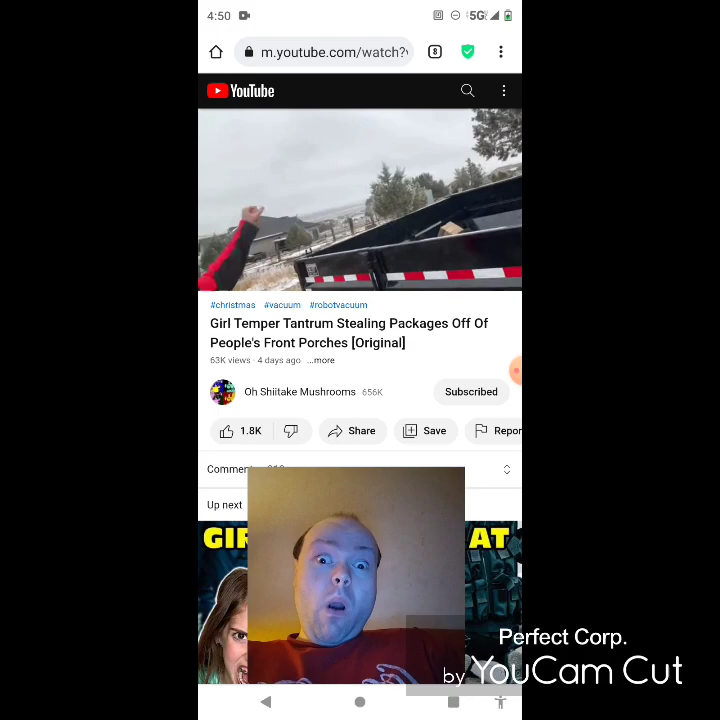 4:50 5G
m.youtube.com/watch?v 8
YouTube
#christmas #vacuum #robotvacuum
Girl Temper Tantrum Stealing Packages Off Of
People's Front Porches [Original]
63K views · 4 days ago ...more
Oh Shiitake Mushrooms 656K Subscribed
1.8K Share Save Repor
Commen
Up next
GIR AT
Perfect Corp.
by YouCam Cut